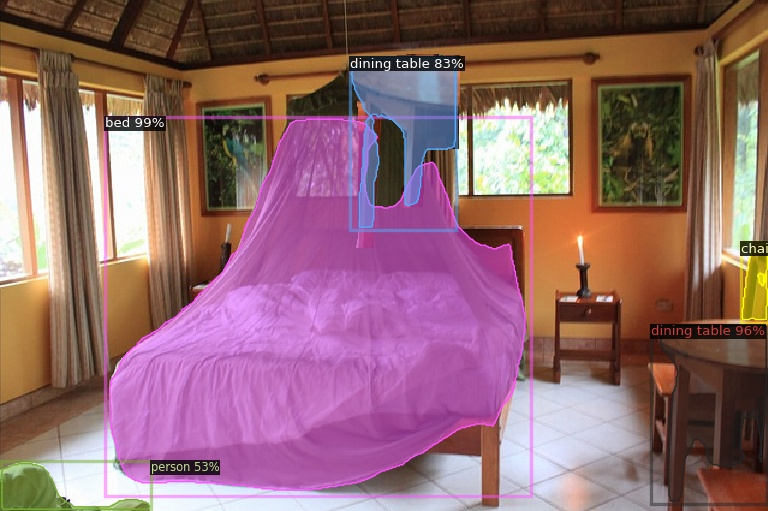 dining table 83%
bed 99%
chai
dining table 96%
person 53%